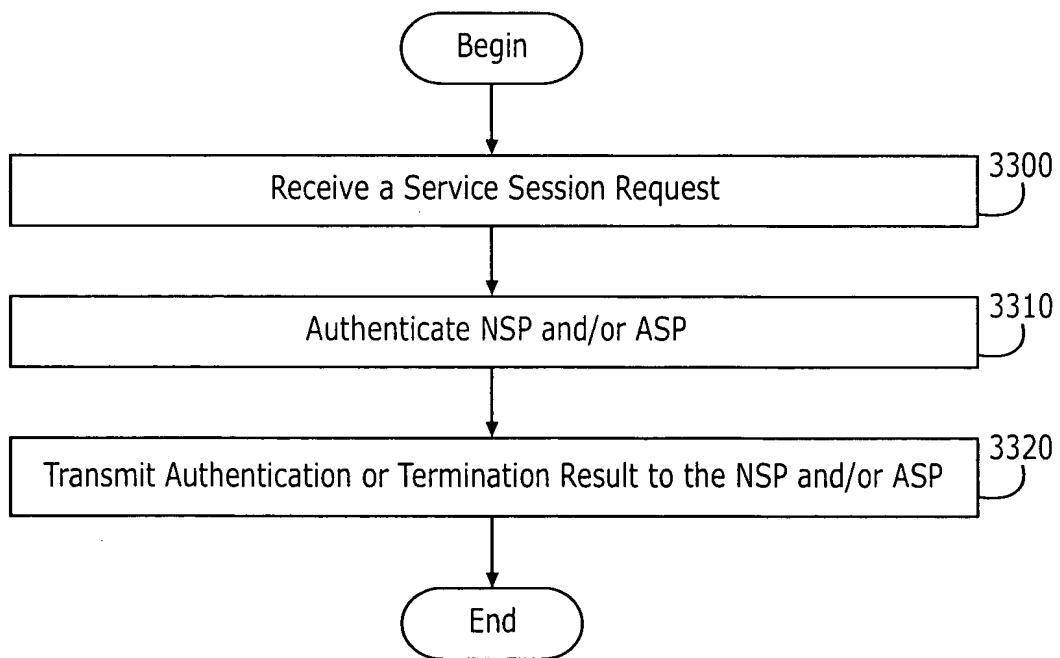 Begin
Receive a Service Session Request
3300
Authenticate NSP and/or ASP
3310
Transmit Authentication or Termination Result to the NSP and/or ASP
3320
End